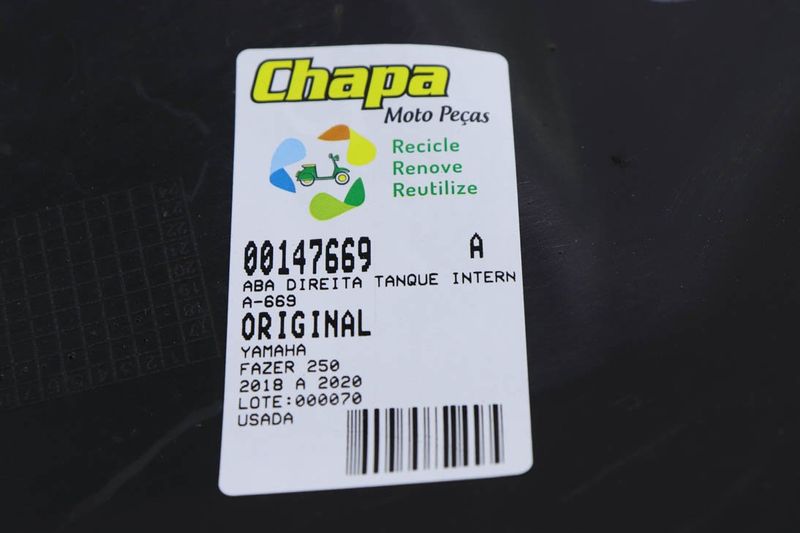 Chapa
Moto Peças
Recicle
Renove
Reutilize
00147669 A
ABA DIREITA TANQUE INTERN
A-669
ORIGINAL
YAMAHA
FAZER 250
2018 A 2020
LOTE:000070
USADA